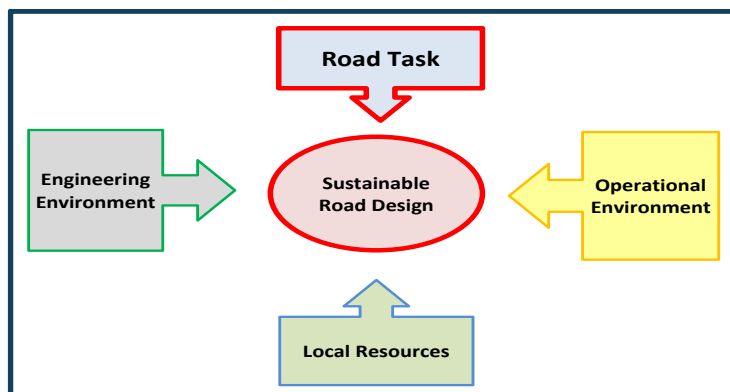 Road Task
Engineering
Environment
Sustainable
Road Design
Operational
Environment
Local Resources